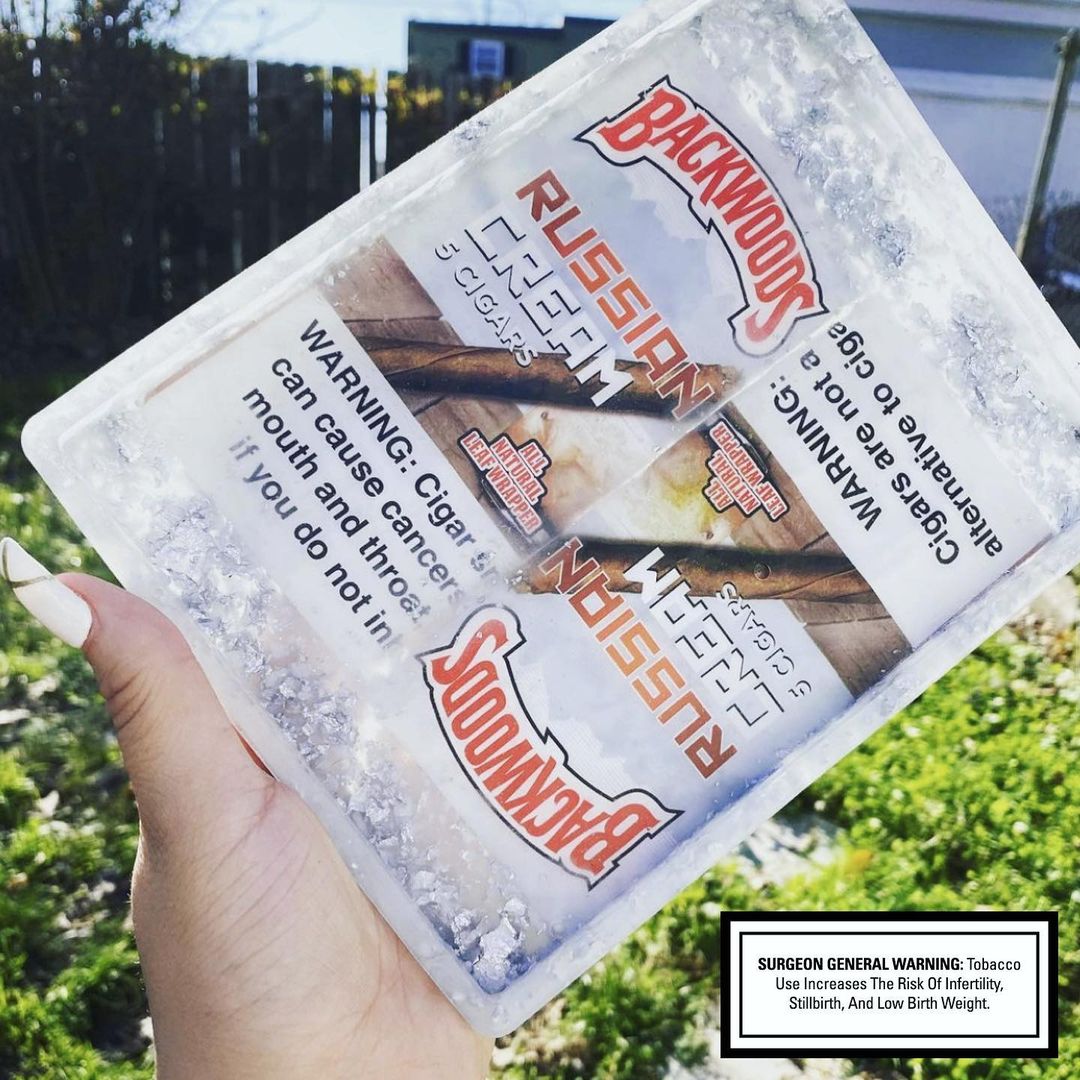 BACKWOODS
RUSSIAN
CREAM
5 CIGARS
ALL
NATURAL
LEAF WRAPPER
WARNING: Cigar
can cause cancers
mouth and throat
if you do not
WARNING:
Cigars are not a
alternative to
ALL
NATURAL
LEAF WRAPPER
RUSSIAN
CREAM
5 CIGARS
BACKWOODS
SURGEON GENERAL WARNING: Tobacco
Use Increases The Risk Of Infertility,
Stillbirth, And Low Birth Weight.